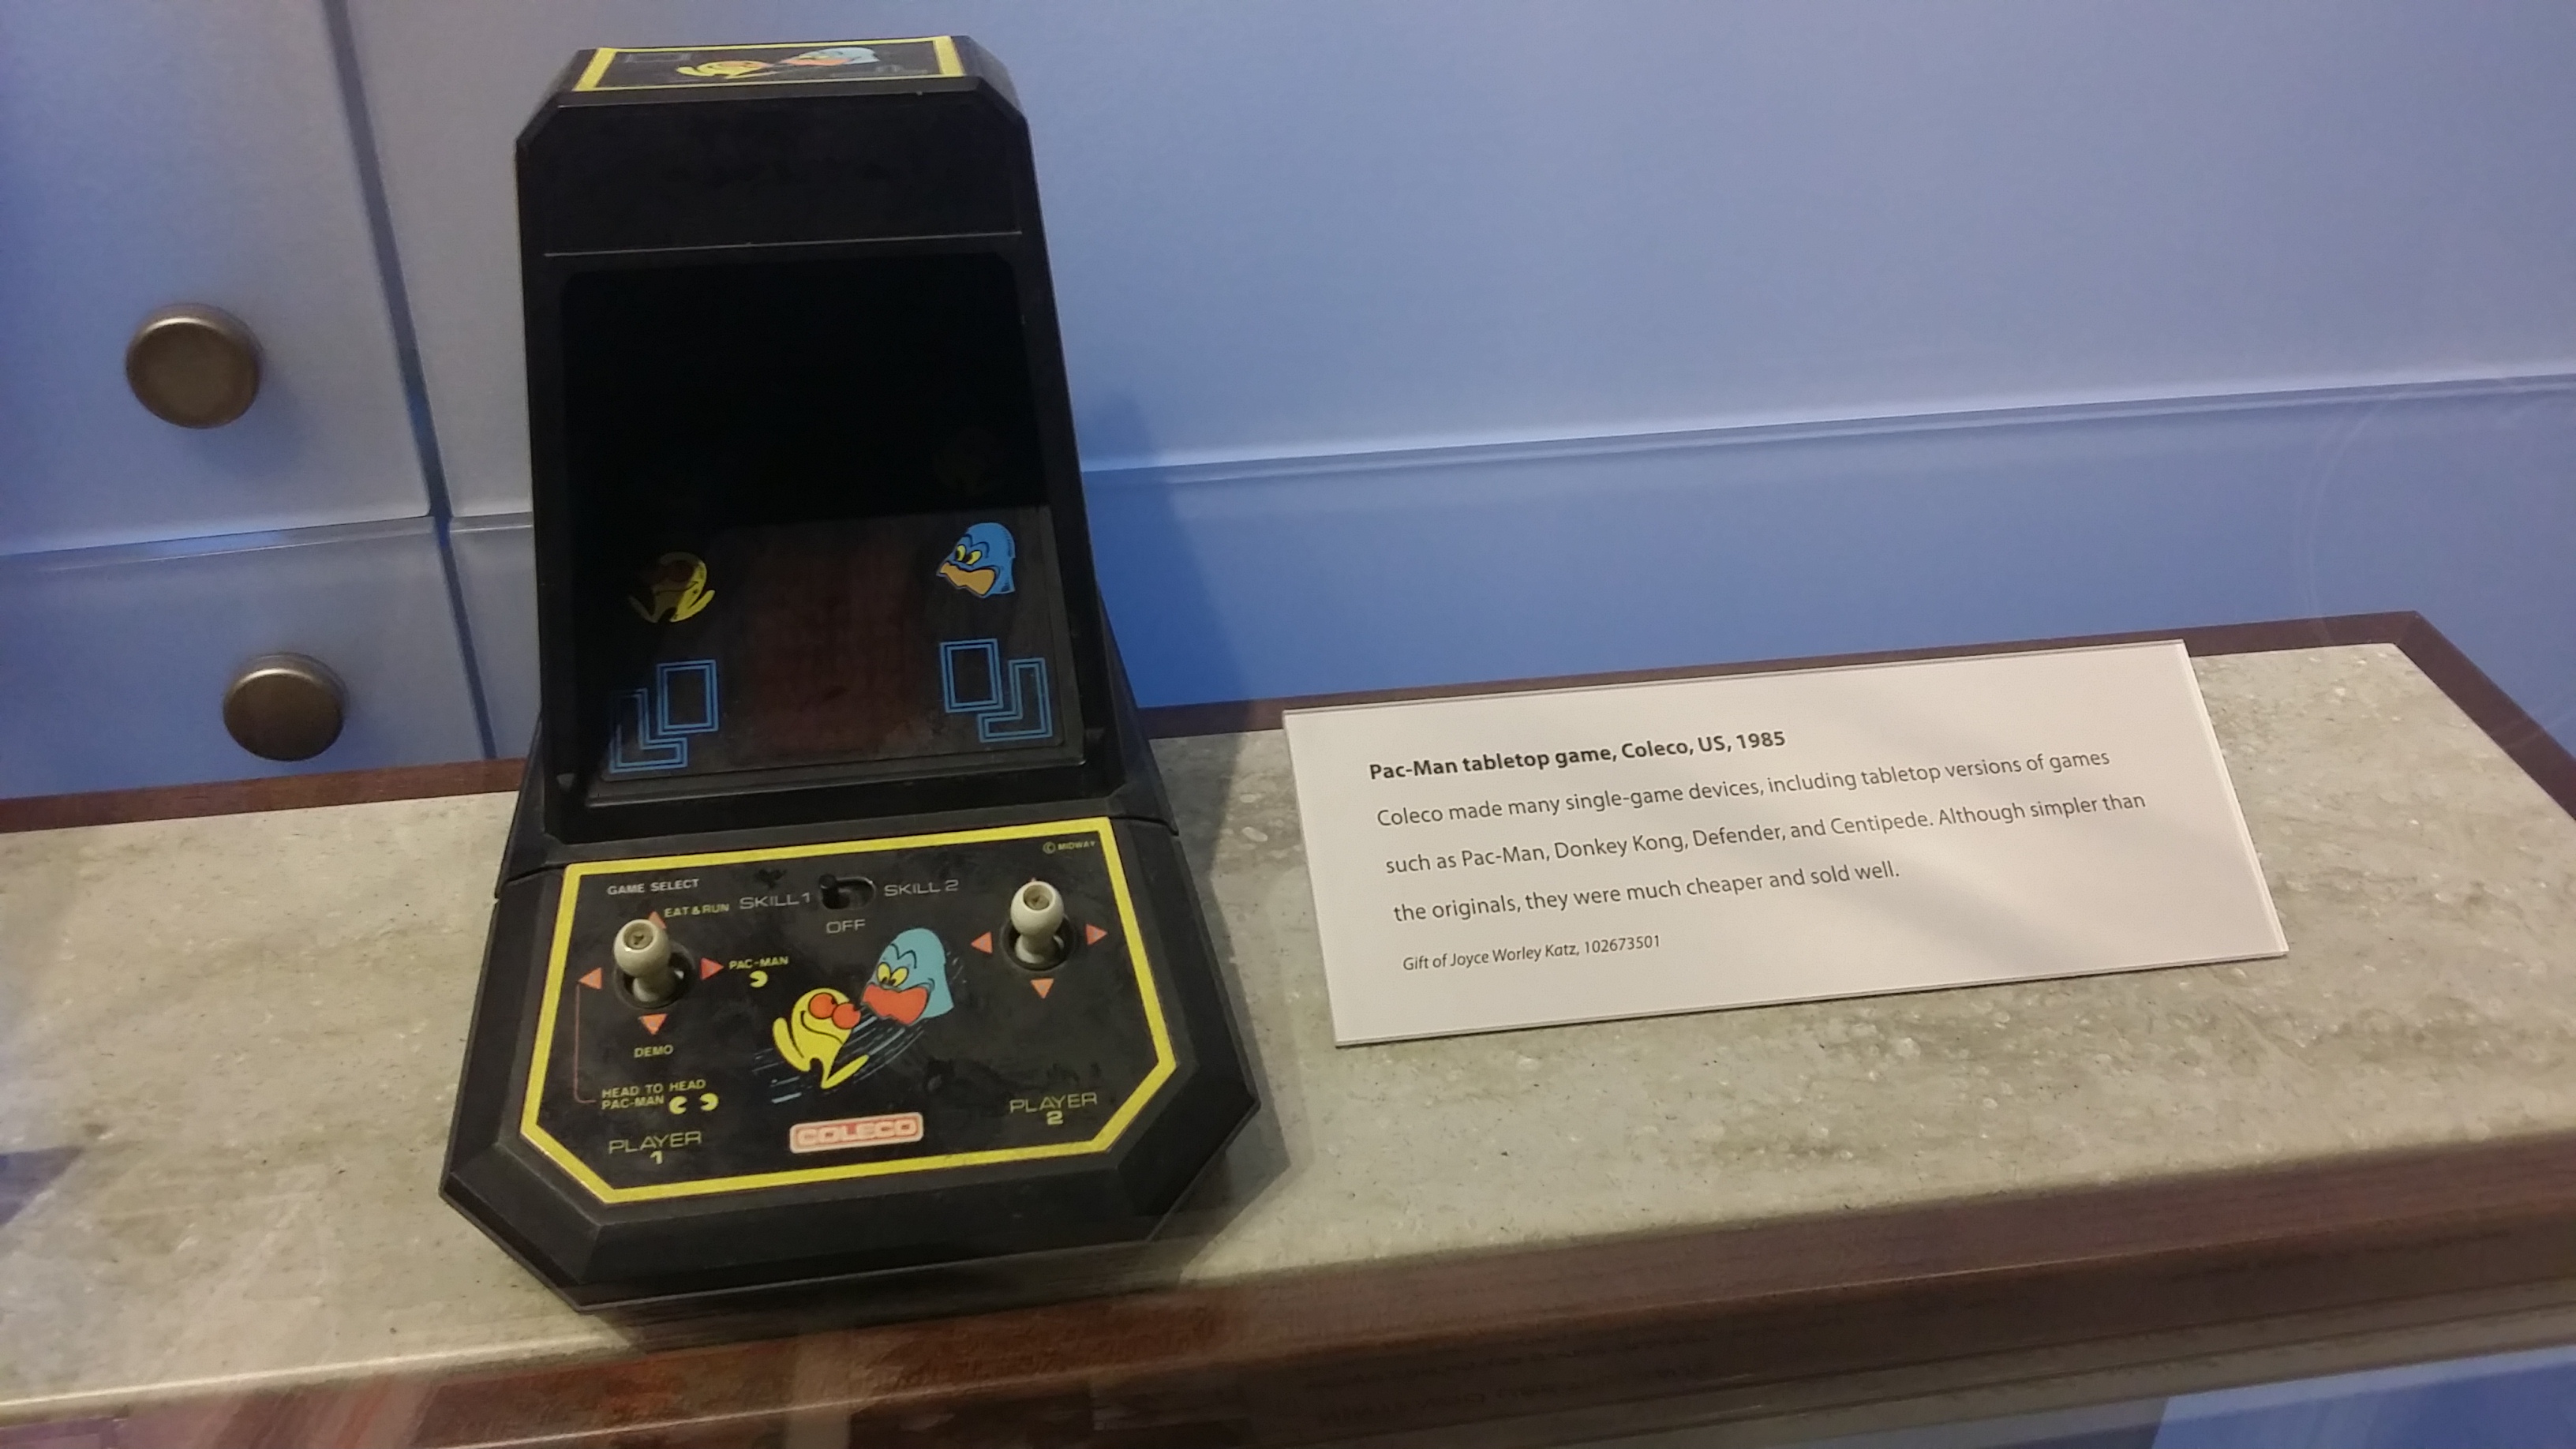 © MIDWAY
GAME SELECT
EAT & RUN
SKILL 1
SKILL 2
OFF
PAC-MAN
DEMO
HEAD TO HEAD
PAC-MAN
PLAYER
1
COLECO
PLAYER
2
Pac-Man tabletop game, Coleco, US, 1985
Coleco made many single-game devices, including tabletop versions of games
such as Pac-Man, Donkey Kong, Defender, and Centipede. Although simpler than
the originals, they were much cheaper and sold well.
Gift of Joyce Worley Katz, 102673501